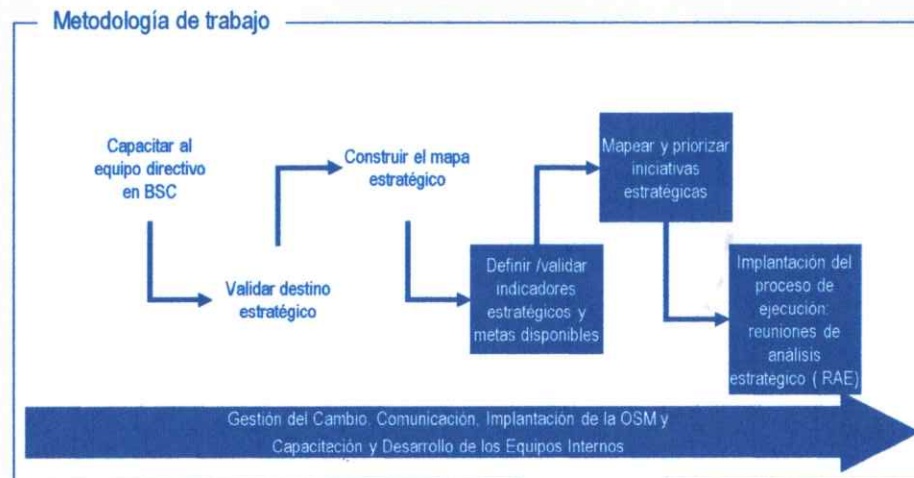 Metodología de trabajo
Capacitar al
equipo directivo
en BSC
Validar destino
estratégico
Construir el mapa
estratégico
Definir /validar
indicadores
estratégicos y
metas disponibles
Mapear y priorizar
iniciativas
estratégicas
Implantación del
proceso de
ejecución:
reuniones de
análisis
estratégico ( RAE)
Gestión del Cambio, Comunicación, Implantación de la OSM y
Capacitación y Desarrollo de los Equipos Internos